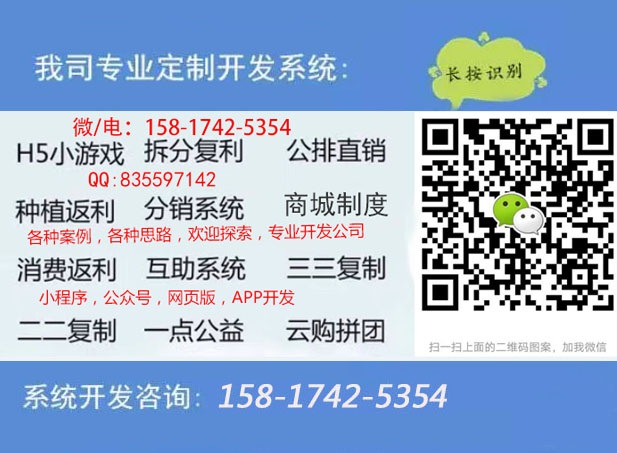 我司专业定制开发系统：
长按识别
微/电：158-1742-5354
H5小游戏 拆分复利 公排直销
QQ:835597142
种植返利 分销系统 商城制度
各种案例，各种思路，欢迎探索，专业开发公司
消费返利 互助系统 三三复制
小程序，公众号，网页版，APP开发
二二复制 一点公益 云购拼团
扫一扫上面的二维码图案，加我微信
系统开发咨询：158-1742-5354